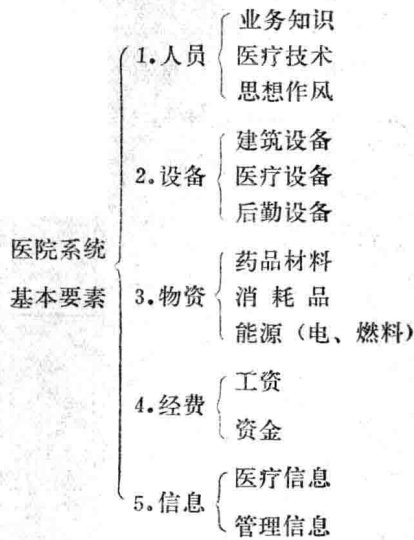 业务知识
1.人员
医疗技术
思想作风
建筑设备
2.设备
医疗设备
后勤设备
医院系统
基本要素
药品材料
3.物资
消耗品
能源（电、燃料）
工资
4.经费
资金
医疗信息
5.信息
管理信息